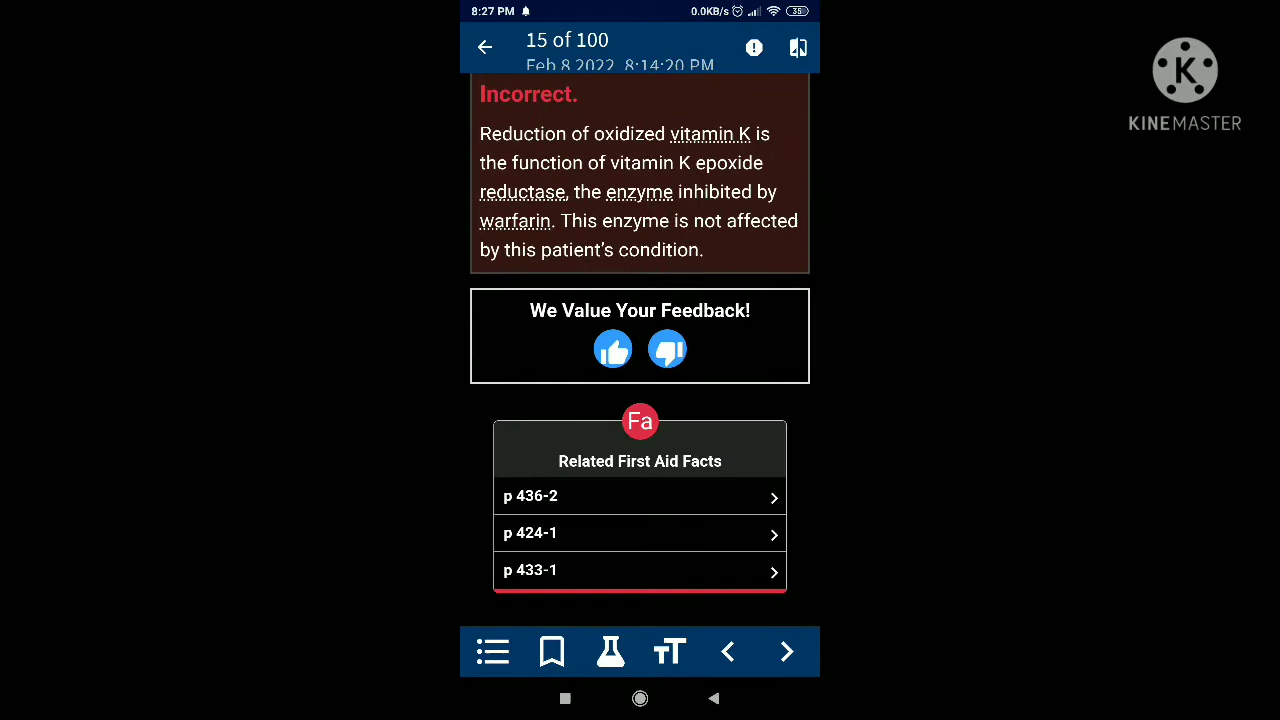 8:27 PM 0.0KB/s 35
15 of 100
Feb 8 2022, 8:14:20 PM
K
KINEMASTER
Incorrect.
Reduction of oxidized vitamin K is
the function of vitamin K epoxide
reductase, the enzyme inhibited by
warfarin. This enzyme is not affected
by this patient's condition.
We Value Your Feedback!
Fa
Related First Aid Facts
p 436-2
p 424-1
p 433-1
TT